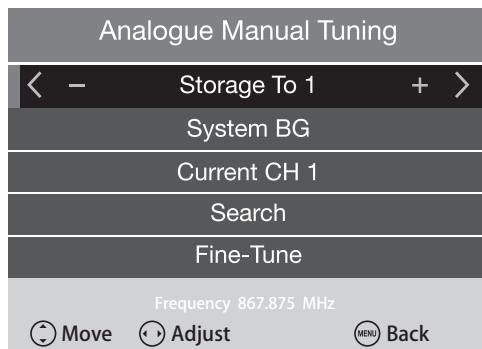 Analogue Manual Tuning
< − Storage To 1 + >
System BG
Current CH 1
Search
Fine-Tune
Frequency 867.875 MHz
Move Adjust MENU Back